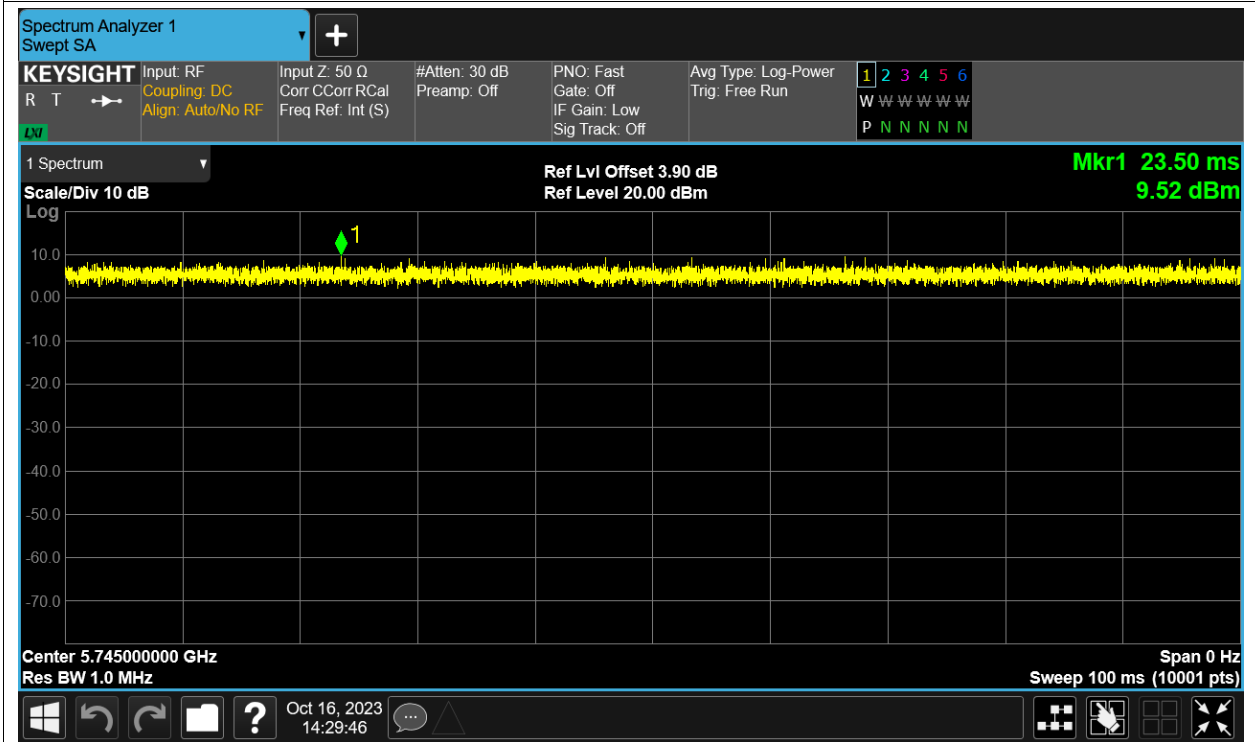 Spectrum Analyzer 1
Swept SA
▼
+
KEYSIGHT
R T
LXI
Input: RF
Coupling: DC
Align: Auto/No RF
Input Z: 50 Ω
Corr CCorr RCal
Freq Ref: Int (S)
#Atten: 30 dB
Preamp: Off
PNO: Fast
Gate: Off
IF Gain: Low
Sig Track: Off
Avg Type: Log-Power
Trig: Free Run
1 2 3 4 5 6
W W W W W W
P N N N N N
1 Spectrum ▼
Scale/Div 10 dB
Log
Ref Lvl Offset 3.90 dB
Ref Level 20.00 dBm
Mkr1 23.50 ms
9.52 dBm
1
10.0
0.00
-10.0
-20.0
-30.0
-40.0
-50.0
-60.0
-70.0
Center 5.745000000 GHz
Res BW 1.0 MHz
Span 0 Hz
Sweep 100 ms (10001 pts)
?
Oct 16, 2023
14:29:46